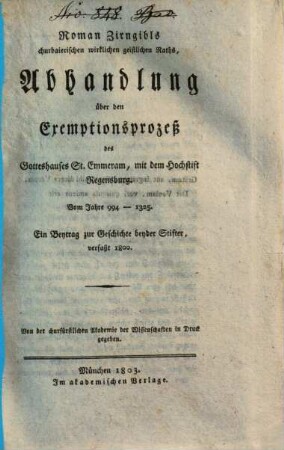 Roman Zirngibls
churbaierischen wirklichen geistlichen Raths,
Abhandlung
über den
Exemptionsprozeß
des
Gotteshauses St. Emmeram, mit dem Hochstift
Regensburg.
Vom Jahre 994 — 1325.
Ein Beytrag zur Geschichte beyder Stifter,
verfaßt 1802.
Von der churfürstlichen Akademie der Wissenschaften in Druck
gegeben.
München 1803.
Im akademischen Verlage.